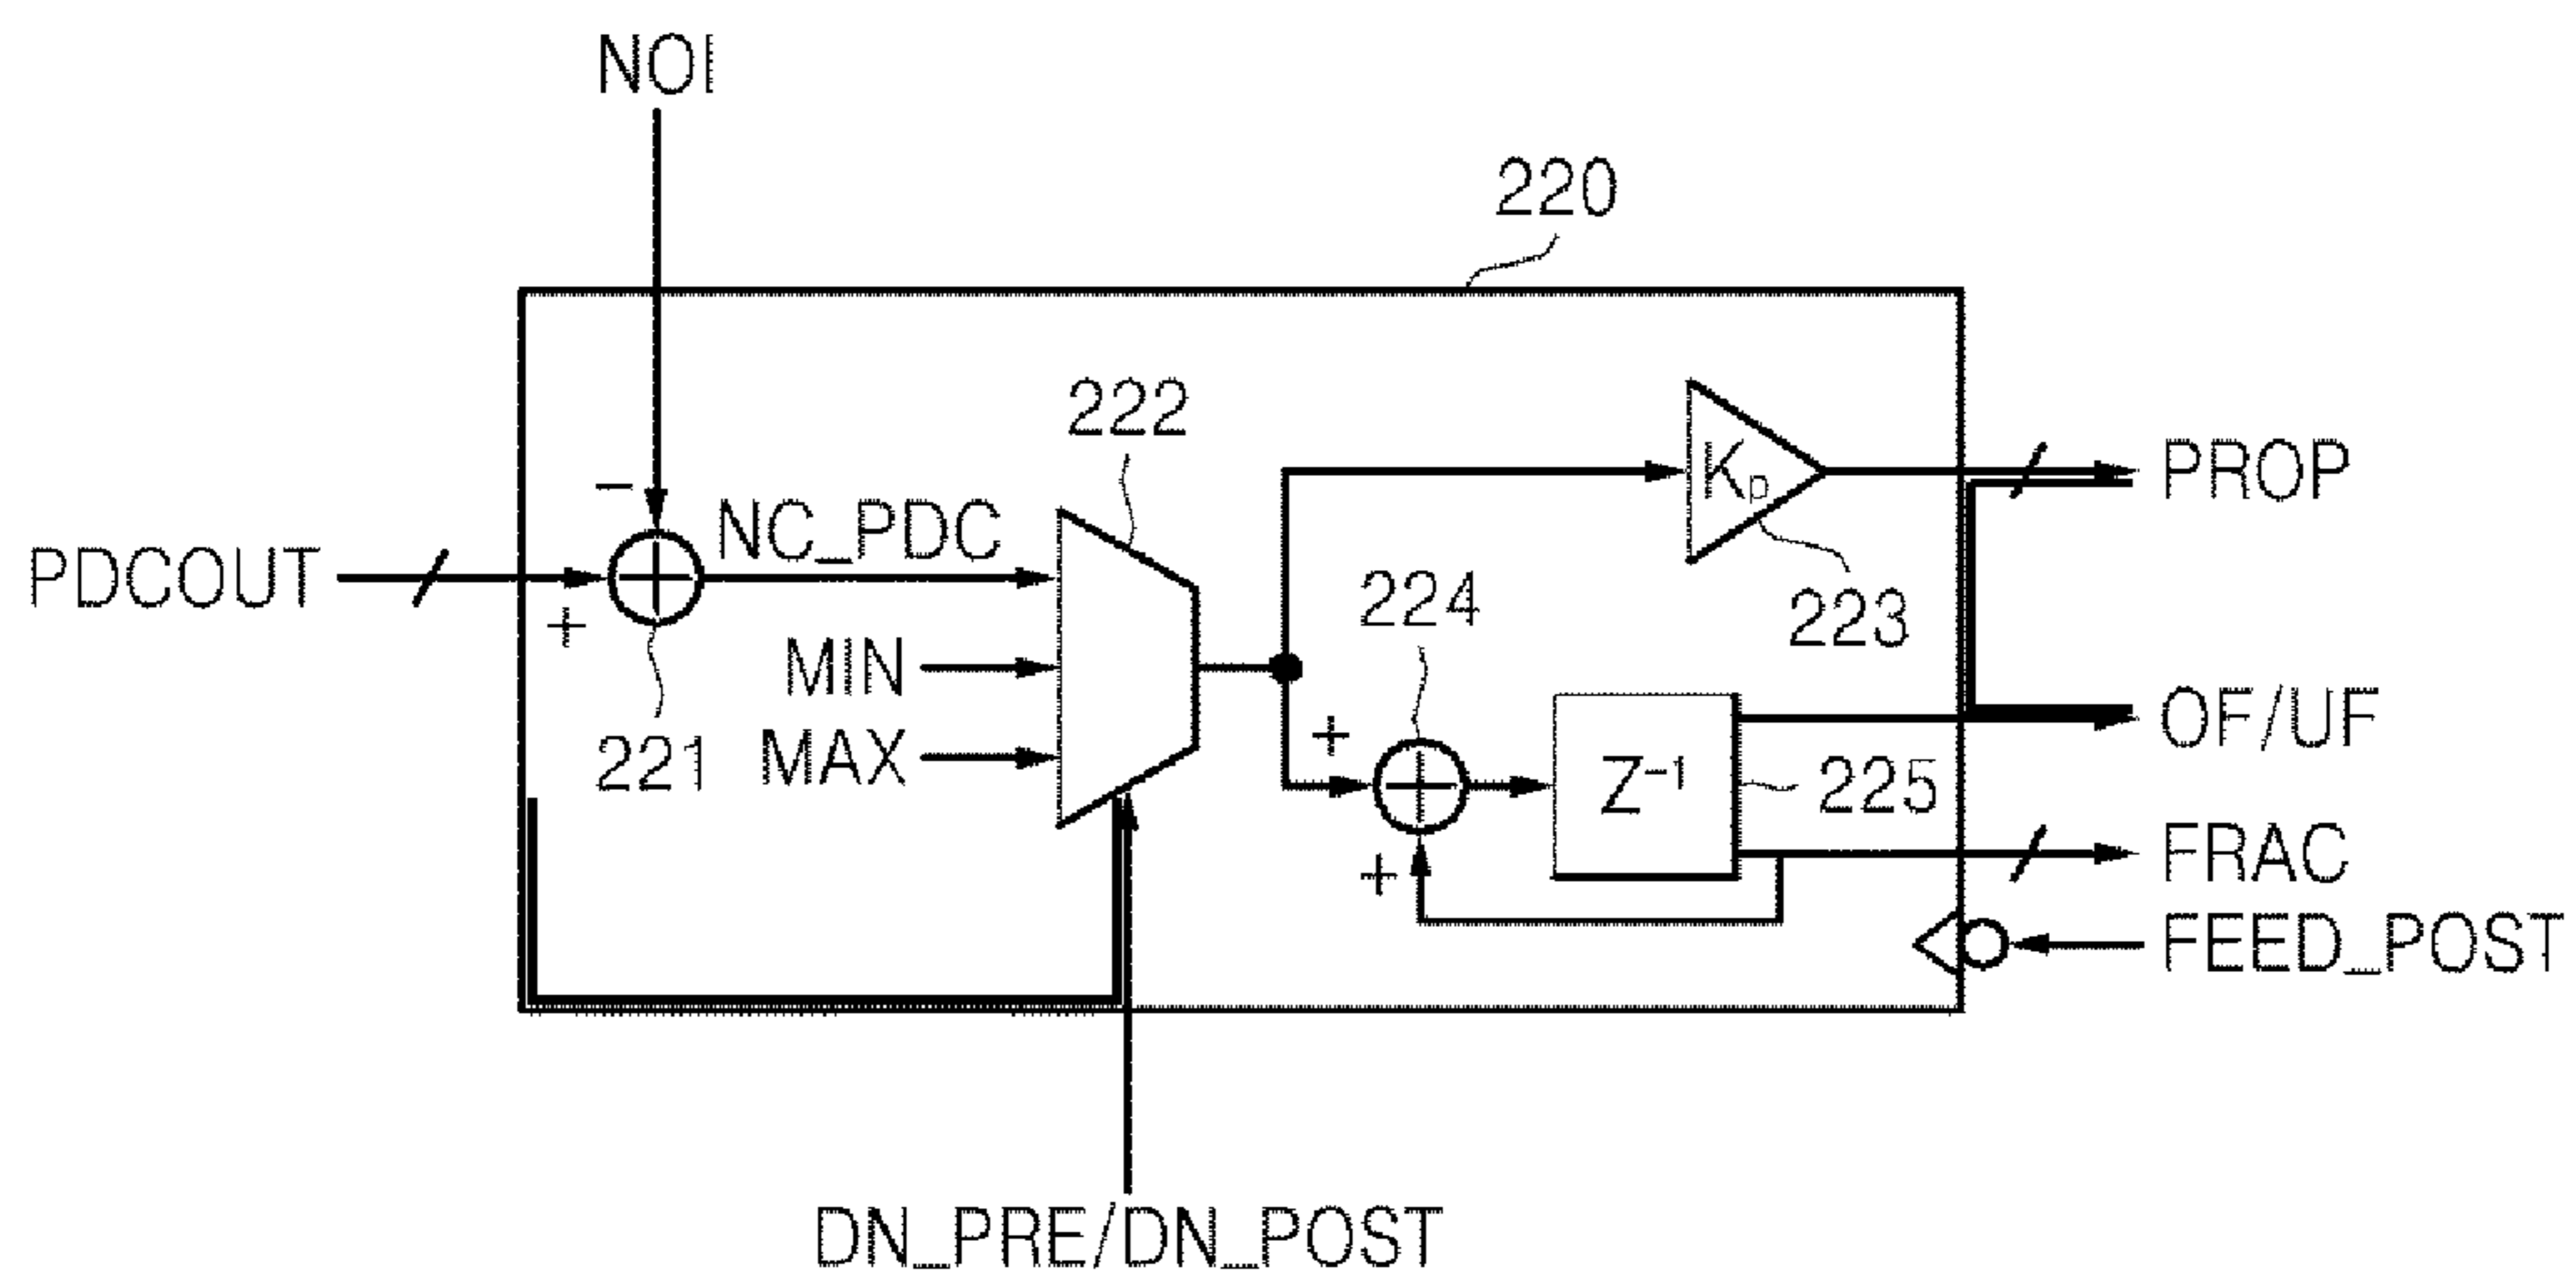 NOI
220
222
NC_PDC
Kp
PROP
PDCOUT
-
+
224
223
MIN
221
MAX
+
Z⁻¹
225
OF/UF
+
FRAC
FEED_POST
DN_PRE/DN_POST